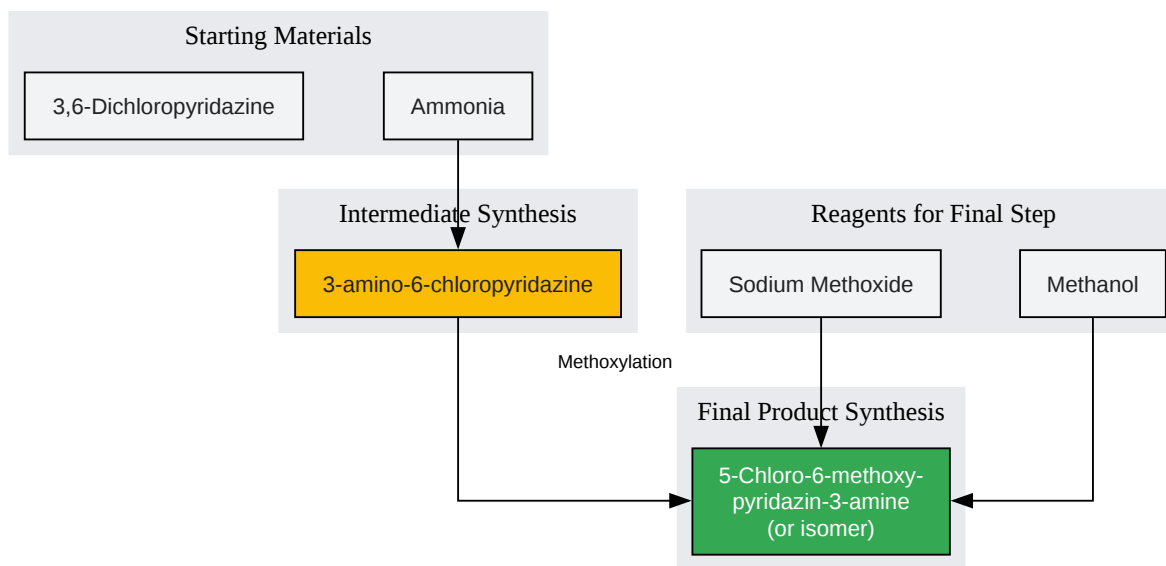 Starting Materials
3,6-Dichloropyridazine
Ammonia
Intermediate Synthesis
3-amino-6-chloropyridazine
Reagents for Final Step
Sodium Methoxide
Methanol
Methoxylation
Final Product Synthesis
5-Chloro-6-methoxy-
pyridazin-3-amine
(or isomer)